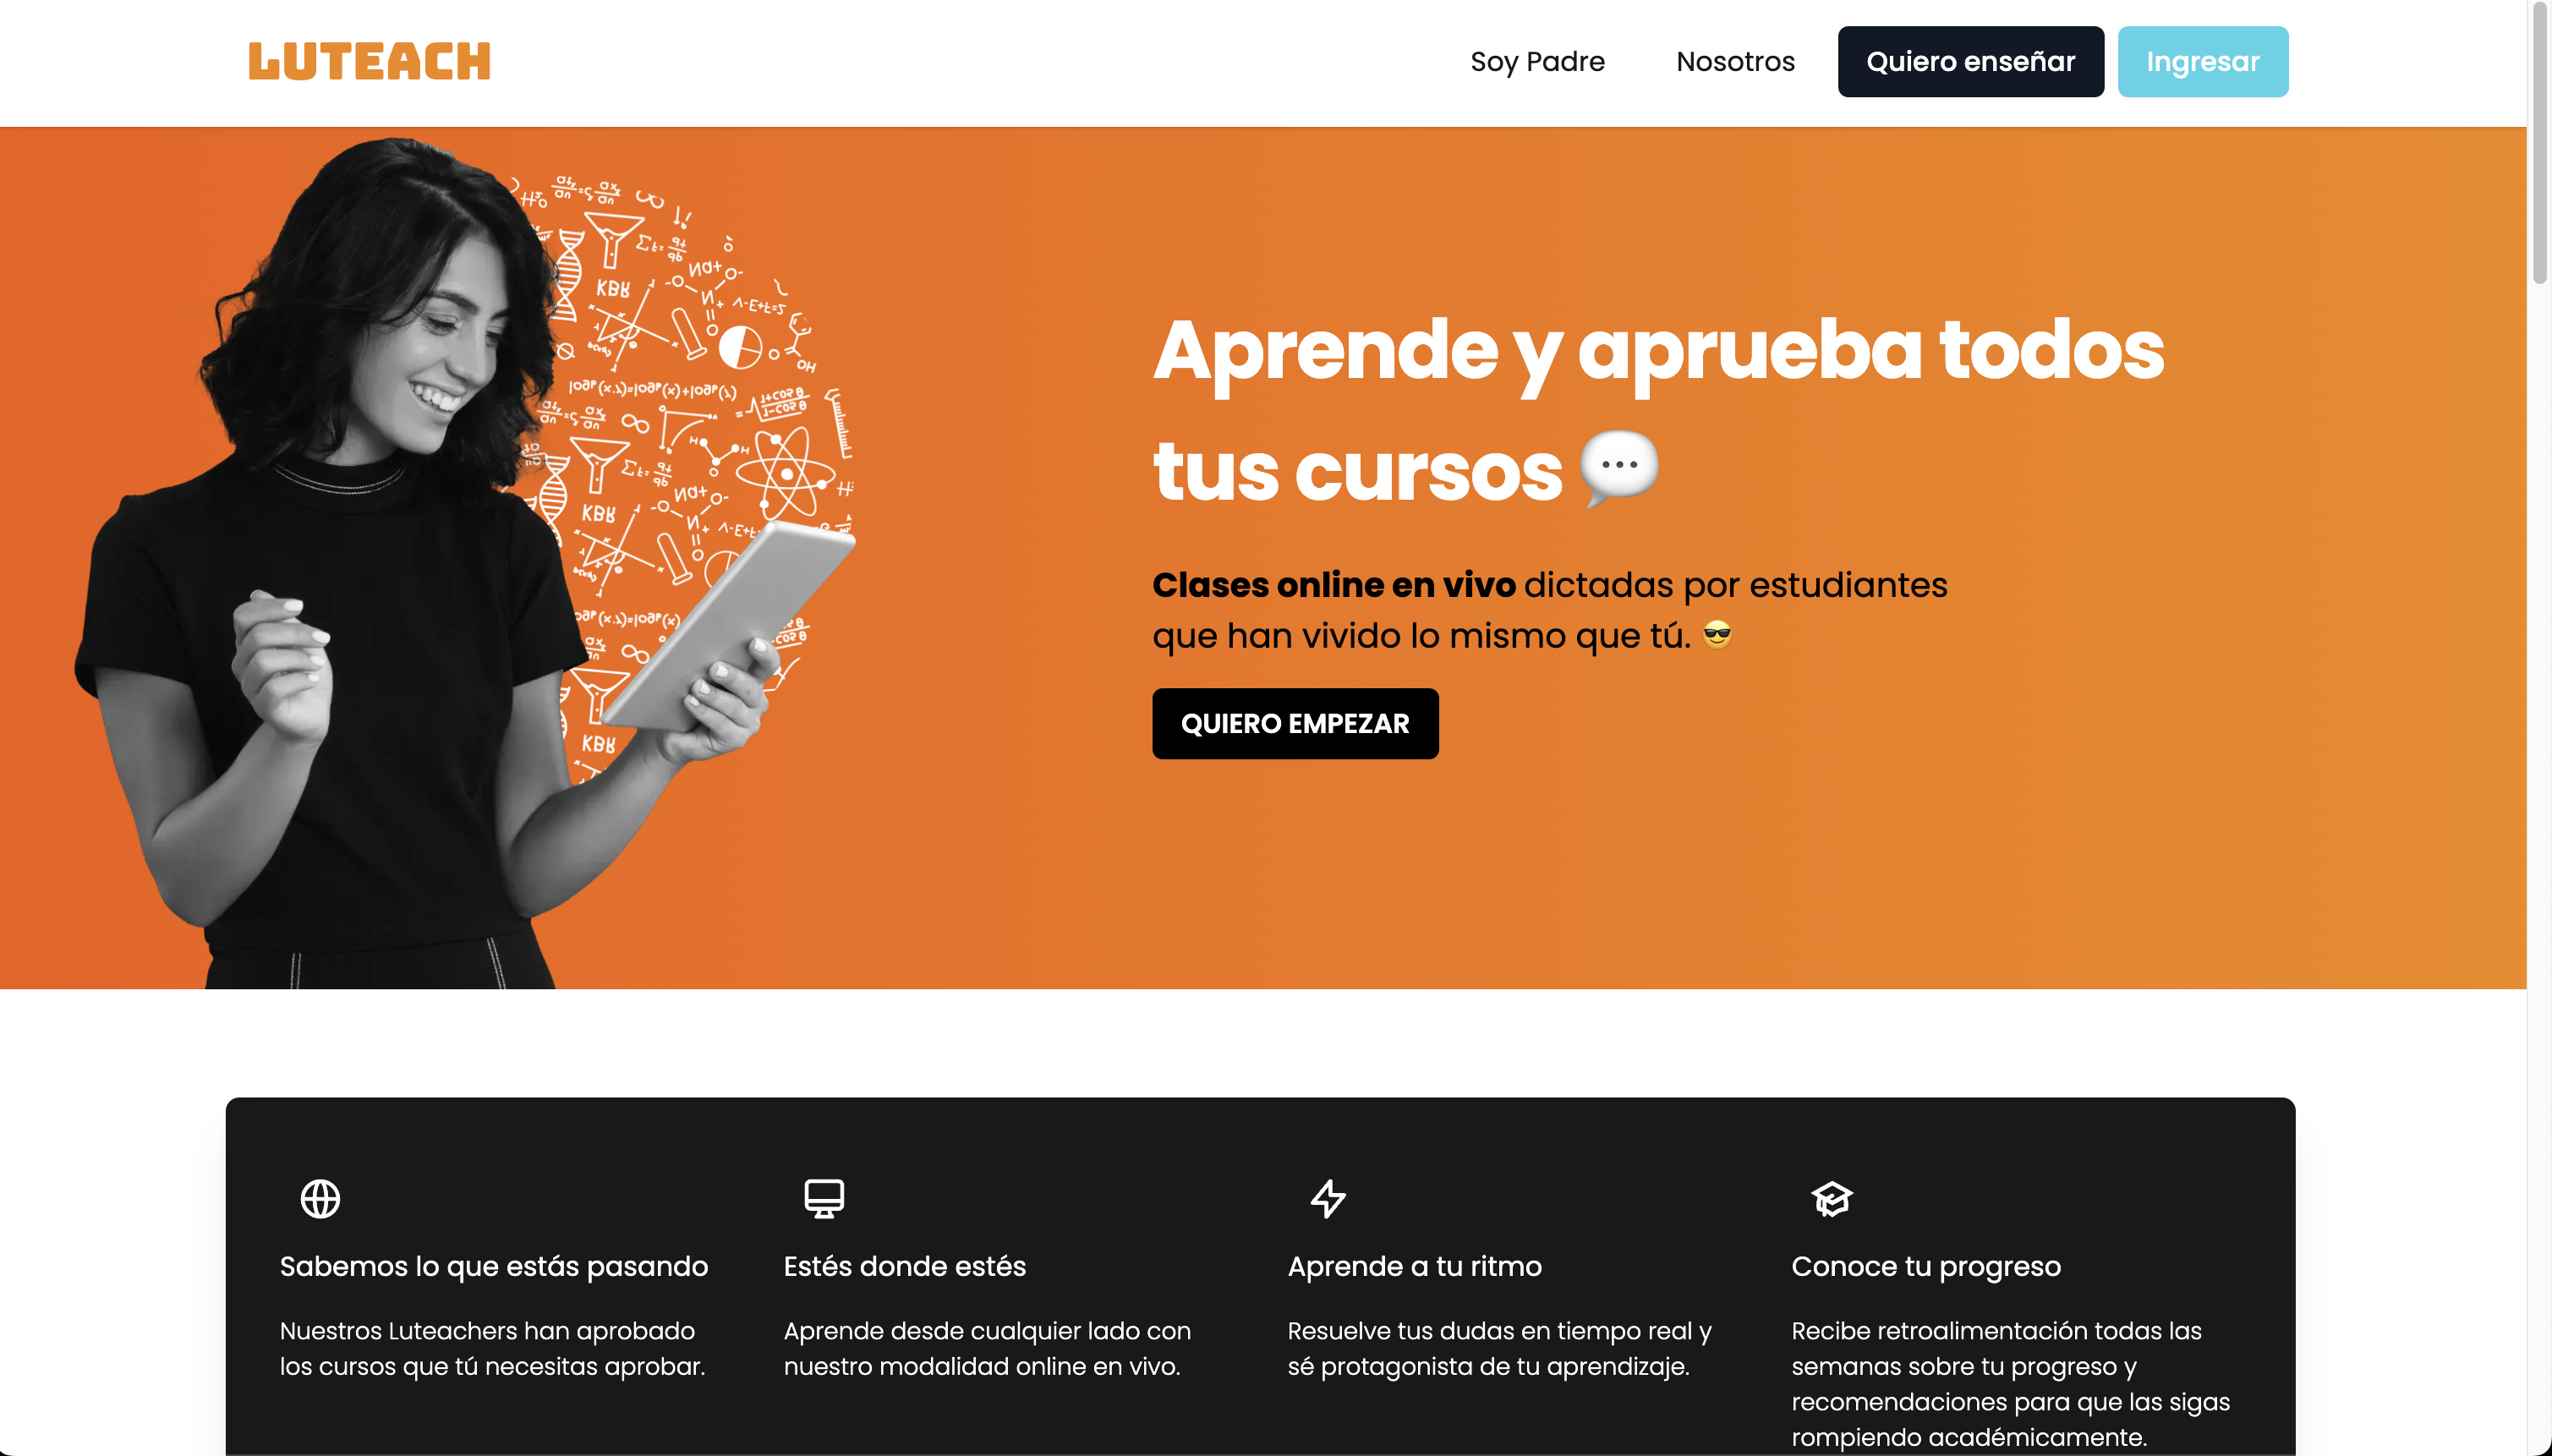 LUTEACH
Soy Padre
Nosotros
Quiero enseñar
Ingresar
Aprende y aprueba todos
tus cursos 💬
Clases online en vivo dictadas por estudiantes
que han vivido lo mismo que tú. 😎
QUIERO EMPEZAR
Sabemos lo que estás pasando
Nuestros Luteachers han aprobado
los cursos que tú necesitas aprobar.
Estés donde estés
Aprende desde cualquier lado con
nuestro modalidad online en vivo.
Aprende a tu ritmo
Resuelve tus dudas en tiempo real y
sé protagonista de tu aprendizaje.
Conoce tu progreso
Recibe retroalimentación todas las
semanas sobre tu progreso y
recomendaciones para que las sigas
rompiendo académicamente.